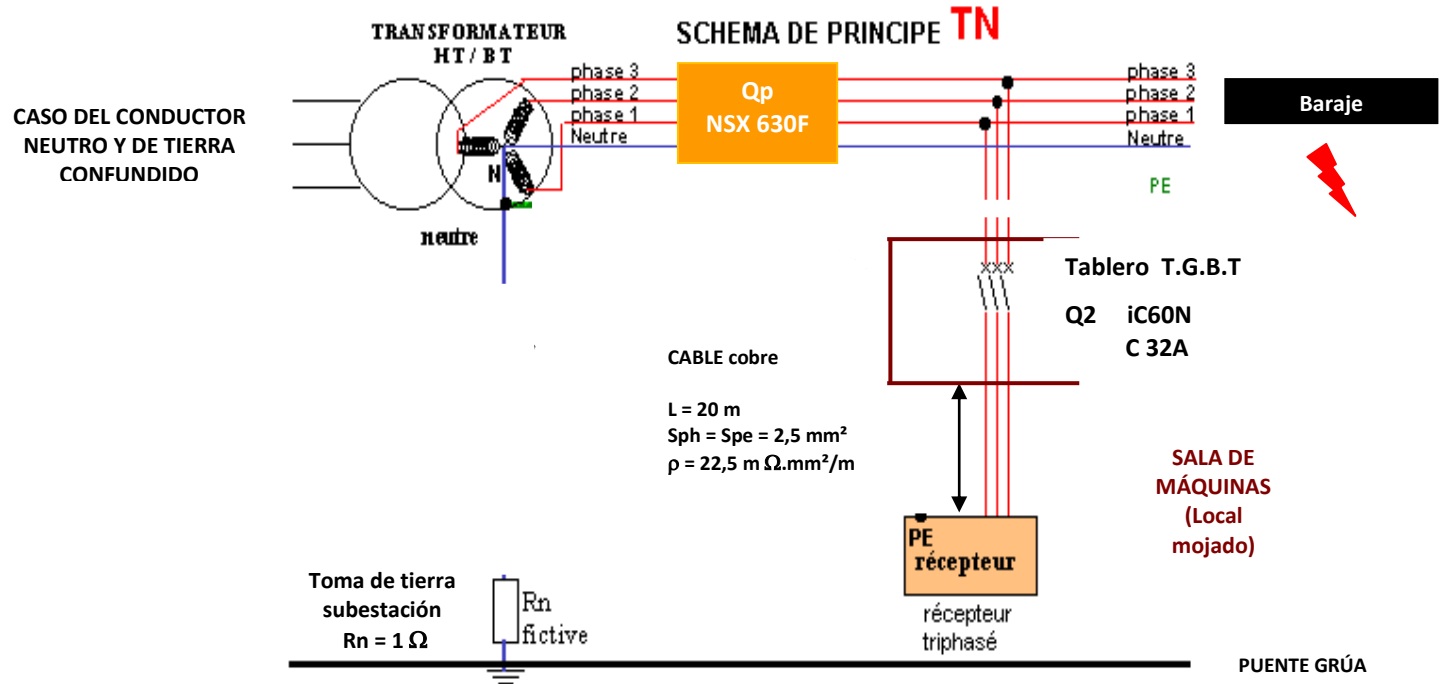 SCHEMA DE PRINCIPE TN
TRANSFORMATEUR
HT / BT
CASO DEL CONDUCTOR
NEUTRO Y DE TIERRA
CONFUNDIDO
N
neutre
phase 3
phase 2
phase 1
Neutre
Qp
NSX 630F
phase 3
phase 2
phase 1
Neutre
PE
Baraje
Tablero T.G.B.T
Q2 iC60N
C 32A
CABLE cobre
L = 20 m
Sph = Spe = 2,5 mm²
ρ = 22,5 m Ω.mm²/m
SALA DE
MÁQUINAS
(Local
mojado)
PE
récepteur
récepteur
triphasé
Toma de tierra
subestación
Rn = 1 Ω
Rn
fictive
PUENTE GRÚA